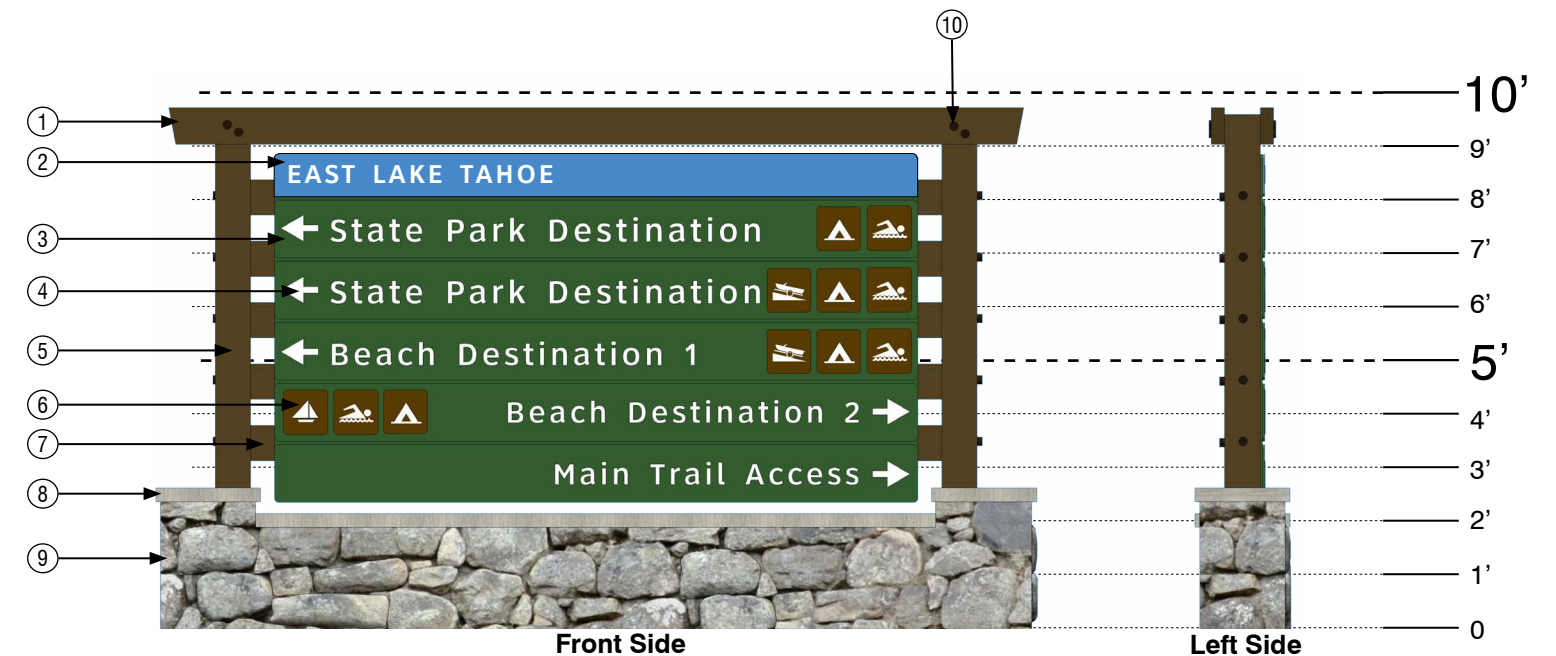 10
1
10’
9’
2
EAST LAKE TAHOE
8’
3
State Park Destination
7’
4
State Park Destination
6’
5
Beach Destination 1
5’
6
Beach Destination 2
4’
7
Main Trail Access
3’
8
2’
9
1’
0
Front Side
Left Side